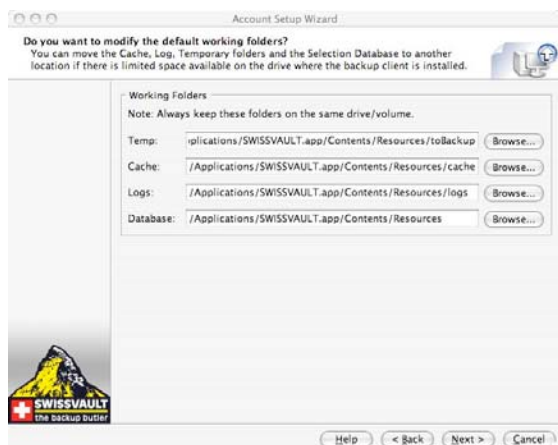 Account Setup Wizard
Do you want to modify the default working folders?
You can move the Cache, Log, Temporary folders and the Selection Database to another
location if there is limited space available on the drive where the backup client is installed.
Working Folders
Note: Always keep these folders on the same drive/volume.
Temp: plications/SWISSVAULT.app/Contents/Resources/toBackup Browse...
Cache: /Applications/SWISSVAULT.app/Contents/Resources/cache Browse...
Logs: /Applications/SWISSVAULT.app/Contents/Resources/logs Browse...
Database: /Applications/SWISSVAULT.app/Contents/Resources Browse...
SWISSVAULT
the backup butler
Help < Back Next > Cancel